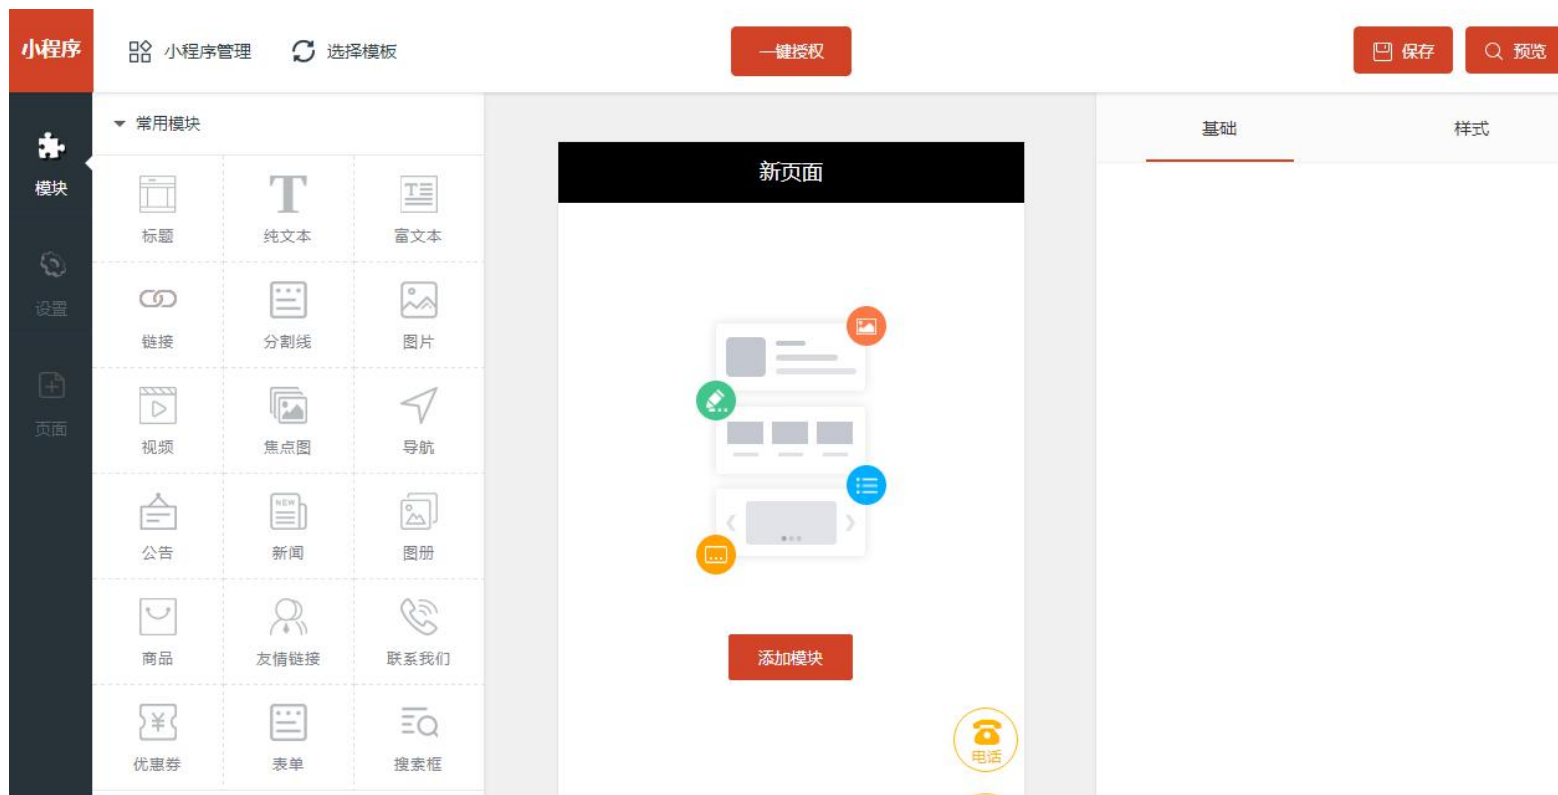 小程序
小程序管理
选择模板
一键授权
保存
预览
模块
设置
页面
常用模块
标题
纯文本
富文本
链接
分割线
图片
视频
焦点图
导航
公告
NEW
新闻
图册
商品
友情链接
联系我们
优惠券
表单
搜索框
新页面
添加模块
电话
基础
样式